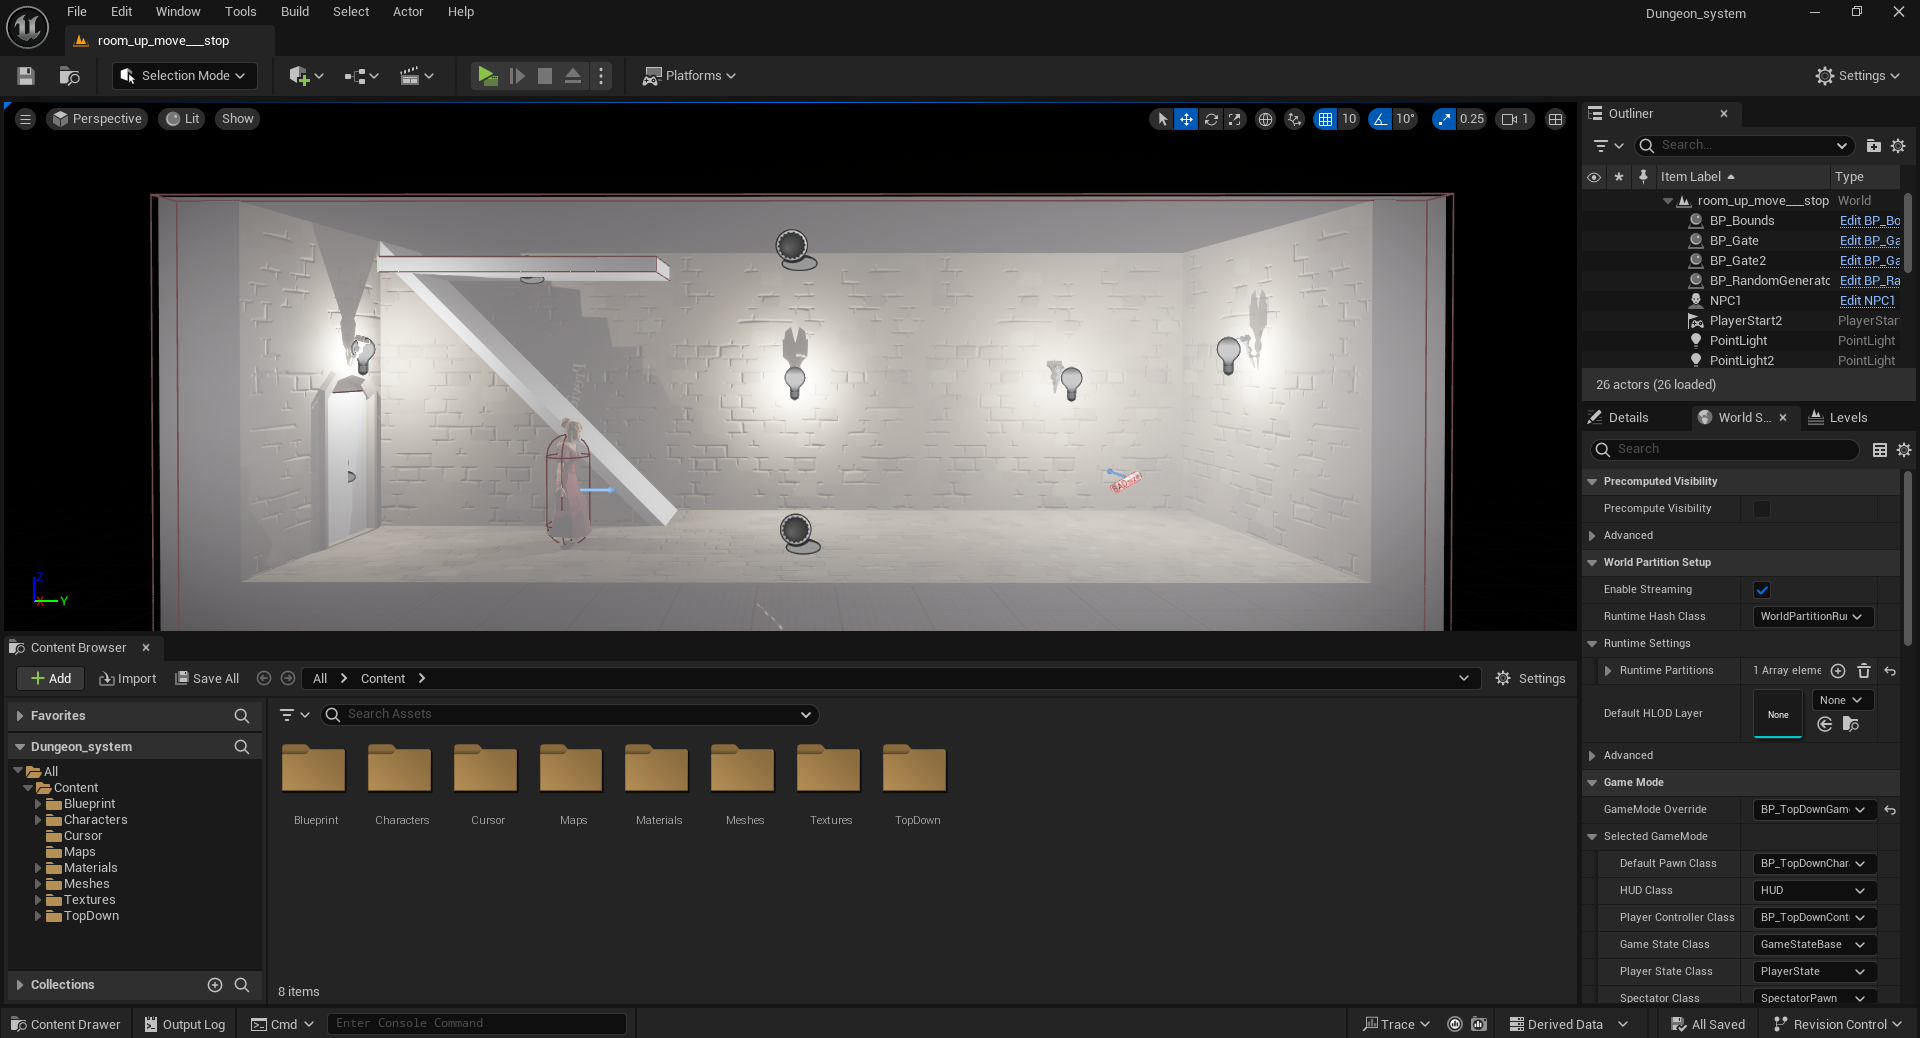 File Edit Window Tools Build Select Actor Help
Dungeon_system
room_up_move___stop
Selection Mode
Platforms
Settings
Perspective Lit Show
10 10° 0.25 1
Outliner
Search...
Item Label Type
room_up_move___stop World
BP_Bounds Edit BP_Bo
BP_Gate Edit BP_Ga
BP_Gate2 Edit BP_Ga
BP_RandomGenerato Edit BP_Ra
NPC1 Edit NPC1
PlayerStart2 PlayerStar
PointLight PointLight
PointLight2 PointLight
26 actors (26 loaded)
Details World S... Levels
Search
Precomputed Visibility
Precompute Visibility
Advanced
World Partition Setup
Enable Streaming
Runtime Hash Class WorldPartitionRu
Runtime Settings
Runtime Partitions 1 Array eleme
Default HLOD Layer None None
Advanced
Game Mode
GameMode Override BP_TopDownGam
Selected GameMode
Default Pawn Class BP_TopDownChar
HUD Class HUD
Player Controller Class BP_TopDownCont
Game State Class GameStateBase
Player State Class PlayerState
Spectator Class SpectatorPawn
Z
X Y
Content Browser
Add Import Save All All Content Settings
Favorites
Search Assets
Dungeon_system
All
Content
Blueprint
Characters
Cursor
Maps
Materials
Meshes
Textures
TopDown
Blueprint Characters Cursor Maps Materials Meshes Textures TopDown
Collections
8 items
Content Drawer Output Log Cmd Enter Console Command
Trace Derived Data All Saved Revision Control